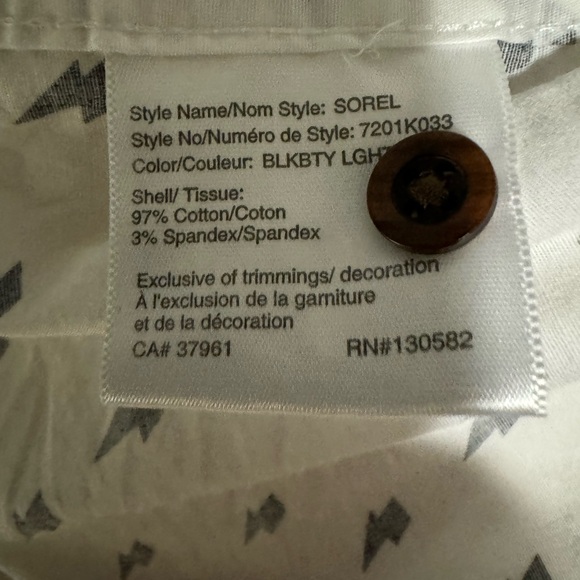 Style Name/Nom Style: SOREL
Style No/Numéro de Style: 7201K033
Color/Couleur: BLKBTY
Shell/ Tissue:
97% Cotton/Coton
3% Spandex/Spandex
Exclusive of trimmings/ decoration
À l'exclusion de la garniture
et de la décoration
CA# 37961 RN#130582